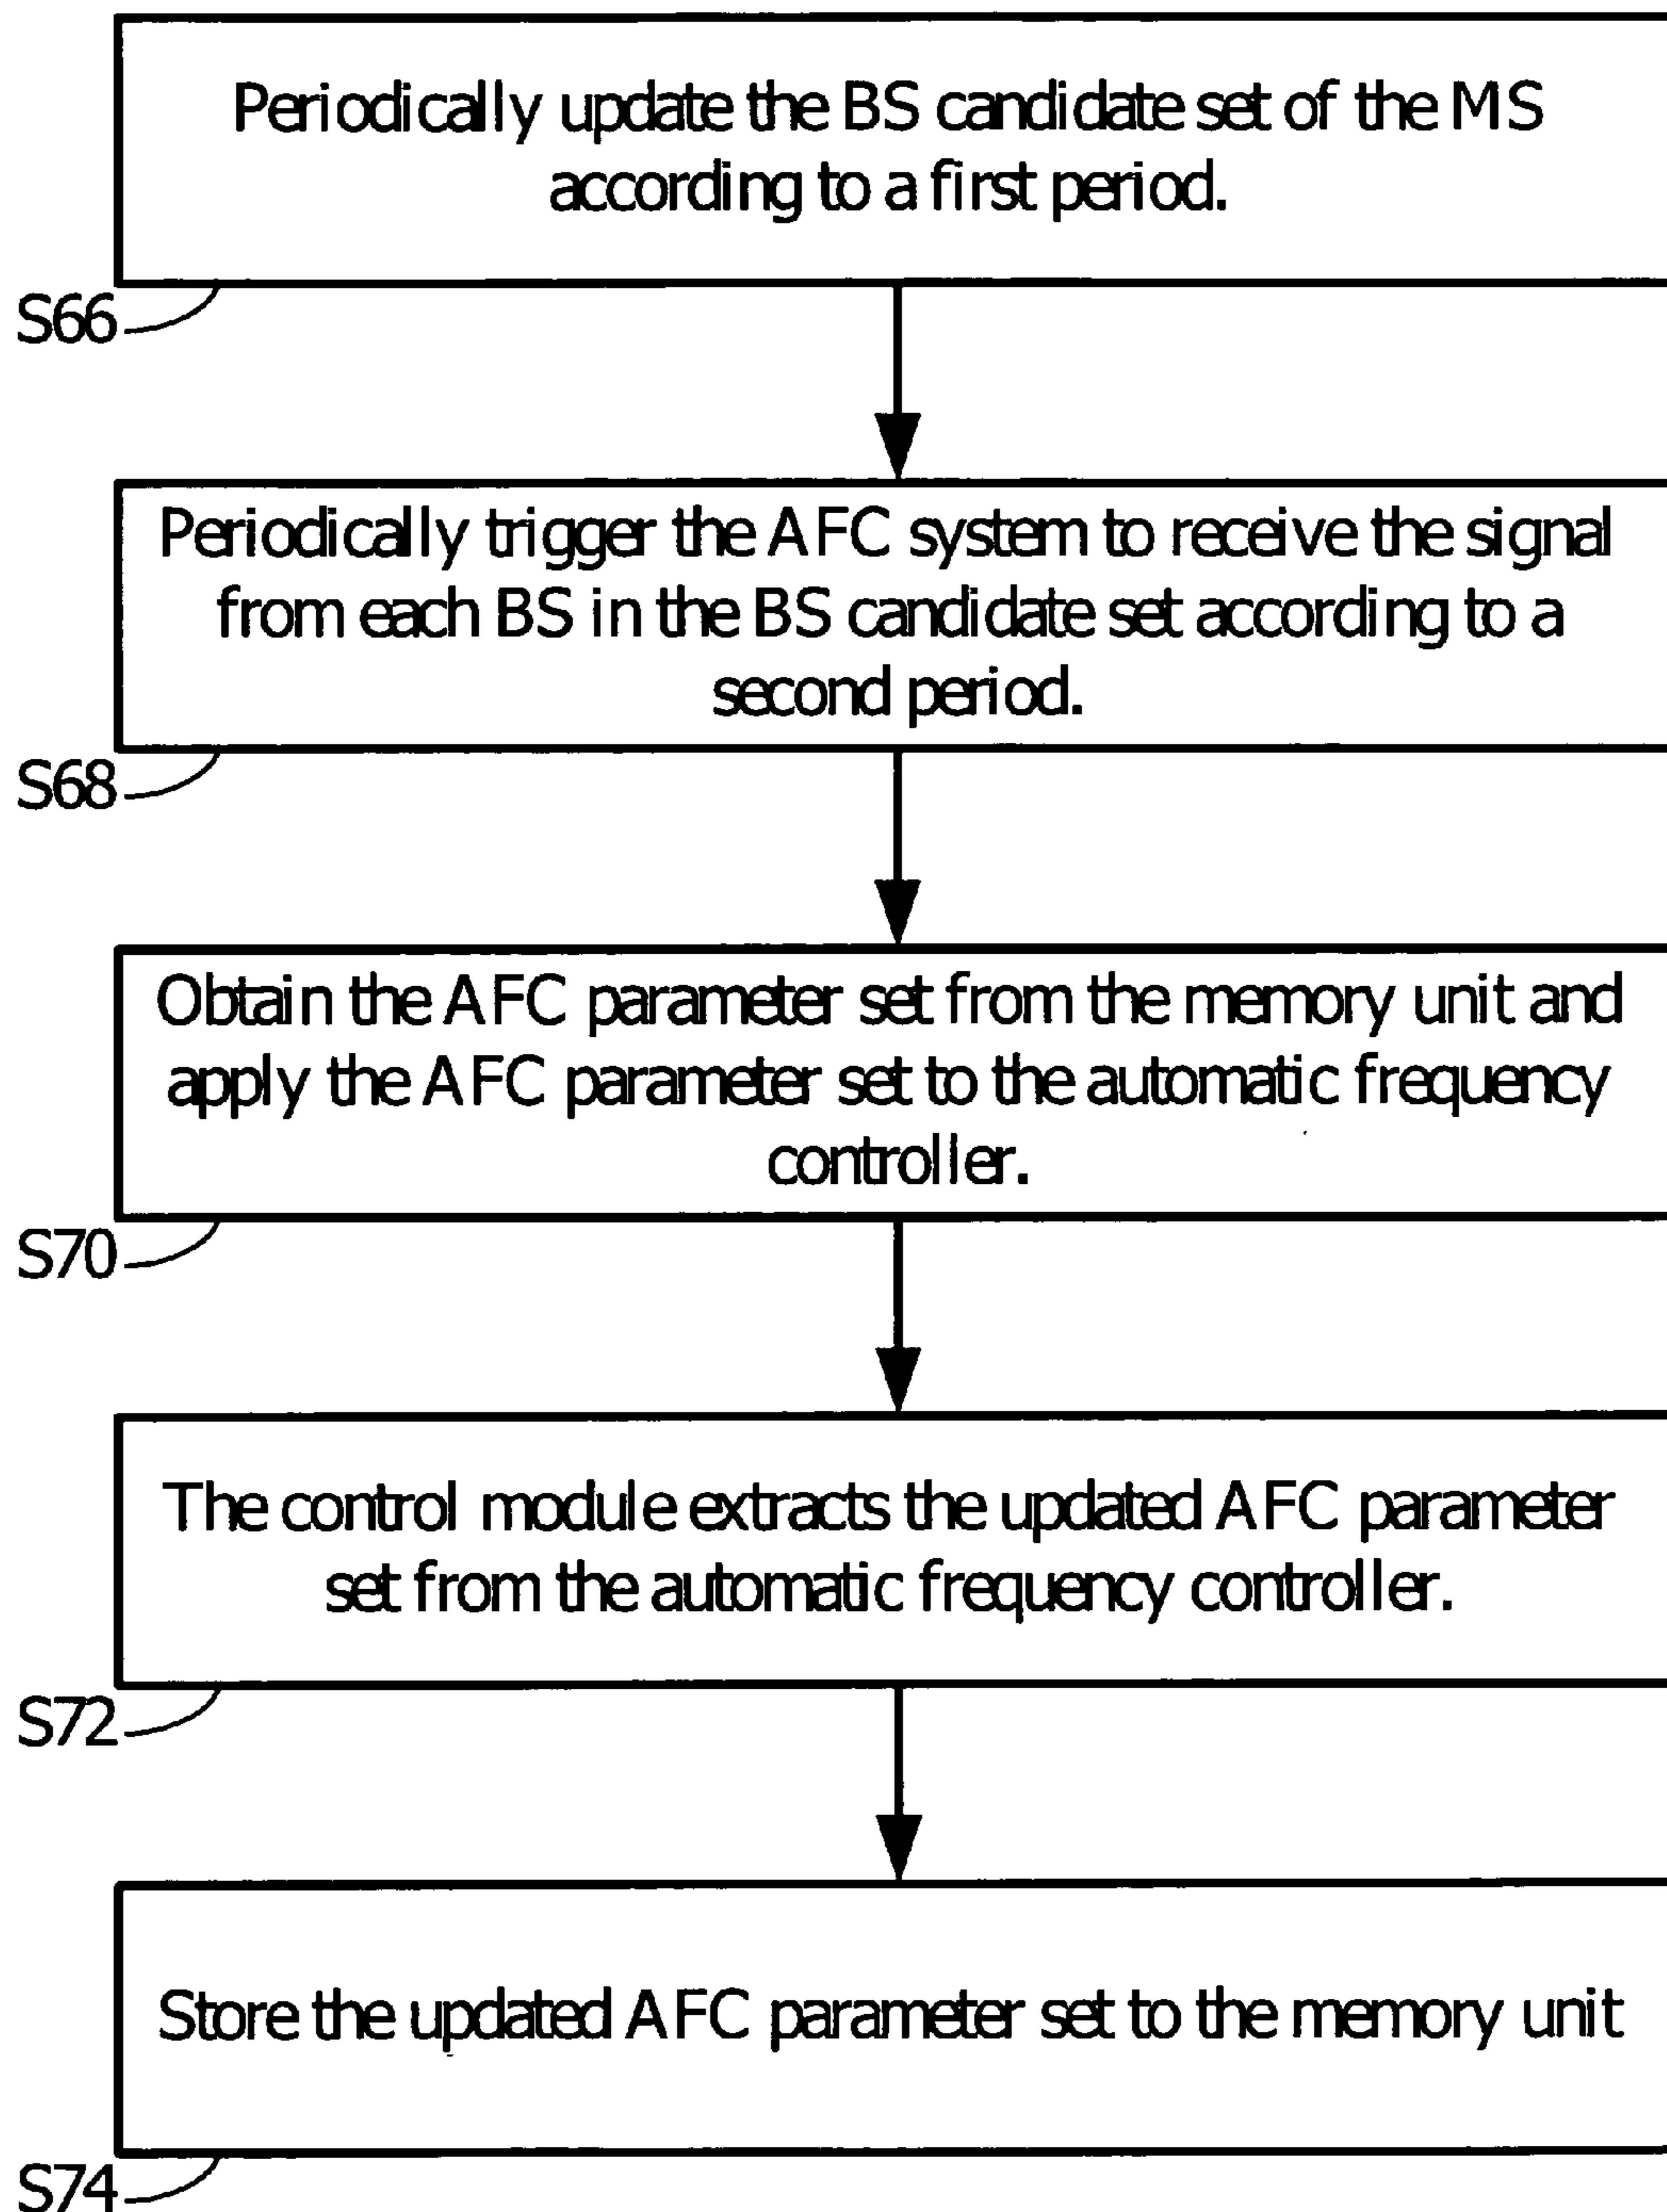 Periodically update the BS candidate set of the MS
according to a first period.
S66
Periodically trigger the AFC system to receive the signal
from each BS in the BS candidate set according to a
second period.
S68
Obtain the AFC parameter set from the memory unit and
apply the AFC parameter set to the automatic frequency
controller.
S70
The control module extracts the updated AFC parameter
set from the automatic frequency controller.
S72
Store the updated AFC parameter set to the memory unit
S74